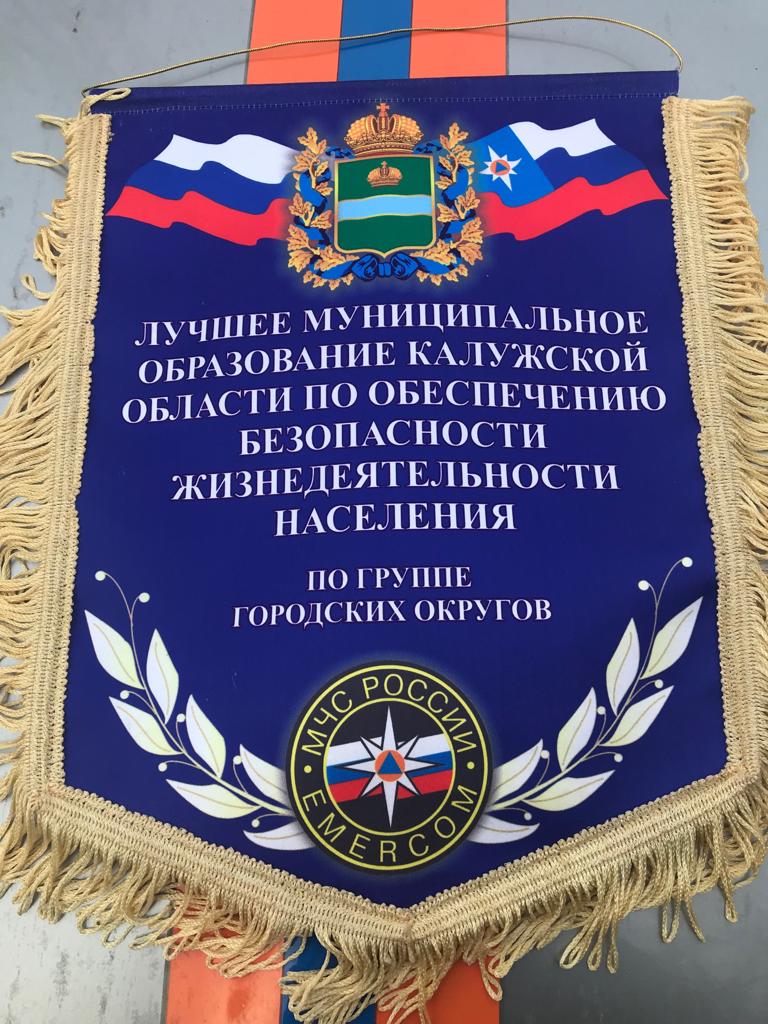 ЛУЧШЕЕ МУНИЦИПАЛЬНОЕ
ОБРАЗОВАНИЕ КАЛУЖСКОЙ
ОБЛАСТИ ПО ОБЕСПЕЧЕНИЮ
БЕЗОПАСНОСТИ
ЖИЗНЕДЕЯТЕЛЬНОСТИ
НАСЕЛЕНИЯ
ПО ГРУППЕ
ГОРОДСКИХ ОКРУГОВ
МЧС РОССИИ
EMERCOM